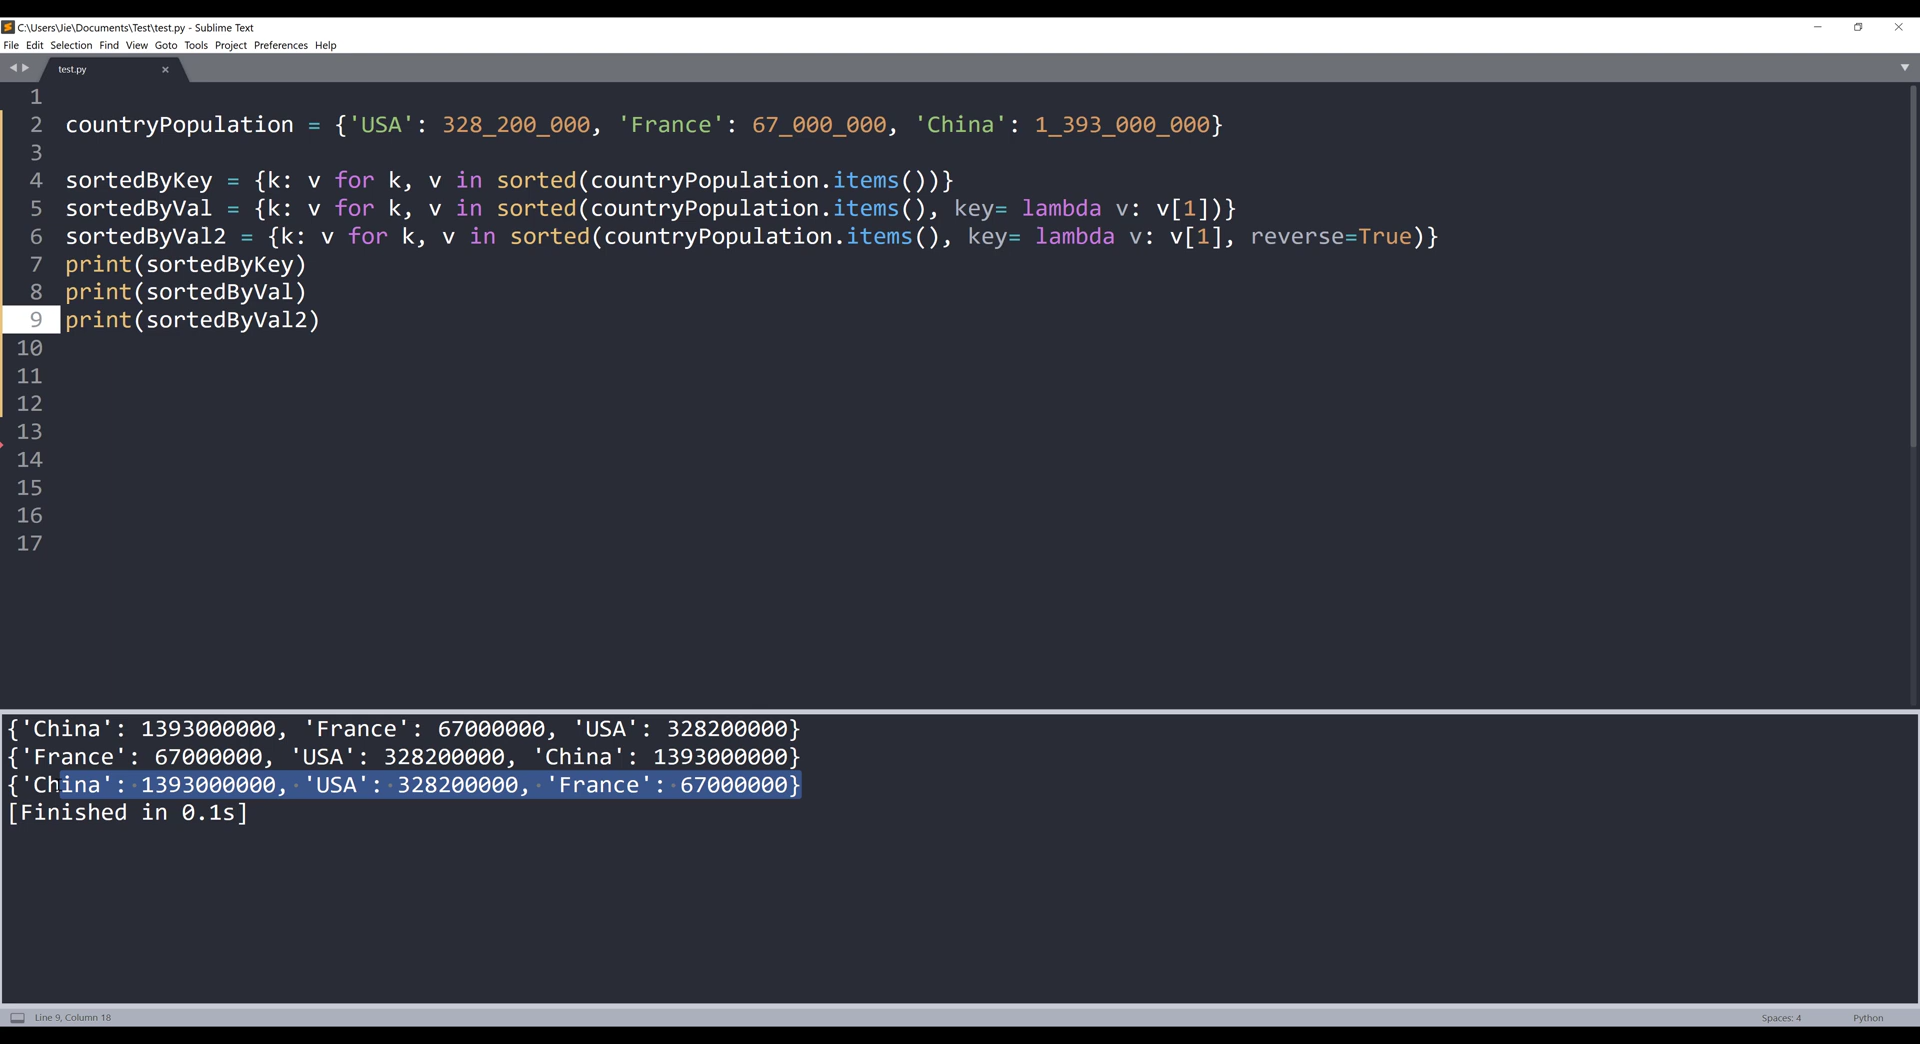 C:\Users\Jie\Documents\Test\test.py - Sublime Text
File Edit Selection Find View Goto Tools Project Preferences Help
test.py
1
2 countryPopulation = {'USA': 328_200_000, 'France': 67_000_000, 'China': 1_393_000_000}
3
4 sortedByKey = {k: v for k, v in sorted(countryPopulation.items())}
5 sortedByVal = {k: v for k, v in sorted(countryPopulation.items(), key= lambda v: v[1])}
6 sortedByVal2 = {k: v for k, v in sorted(countryPopulation.items(), key= lambda v: v[1], reverse=True)}
7 print(sortedByKey)
8 print(sortedByVal)
9 print(sortedByVal2)
10
11
12
13
14
15
16
17
{'China': 1393000000, 'France': 67000000, 'USA': 328200000}
{'France': 67000000, 'USA': 328200000, 'China': 1393000000}
{'China': 1393000000, 'USA': 328200000, 'France': 67000000}
[Finished in 0.1s]
Line 9, Column 18
Spaces: 4
Python